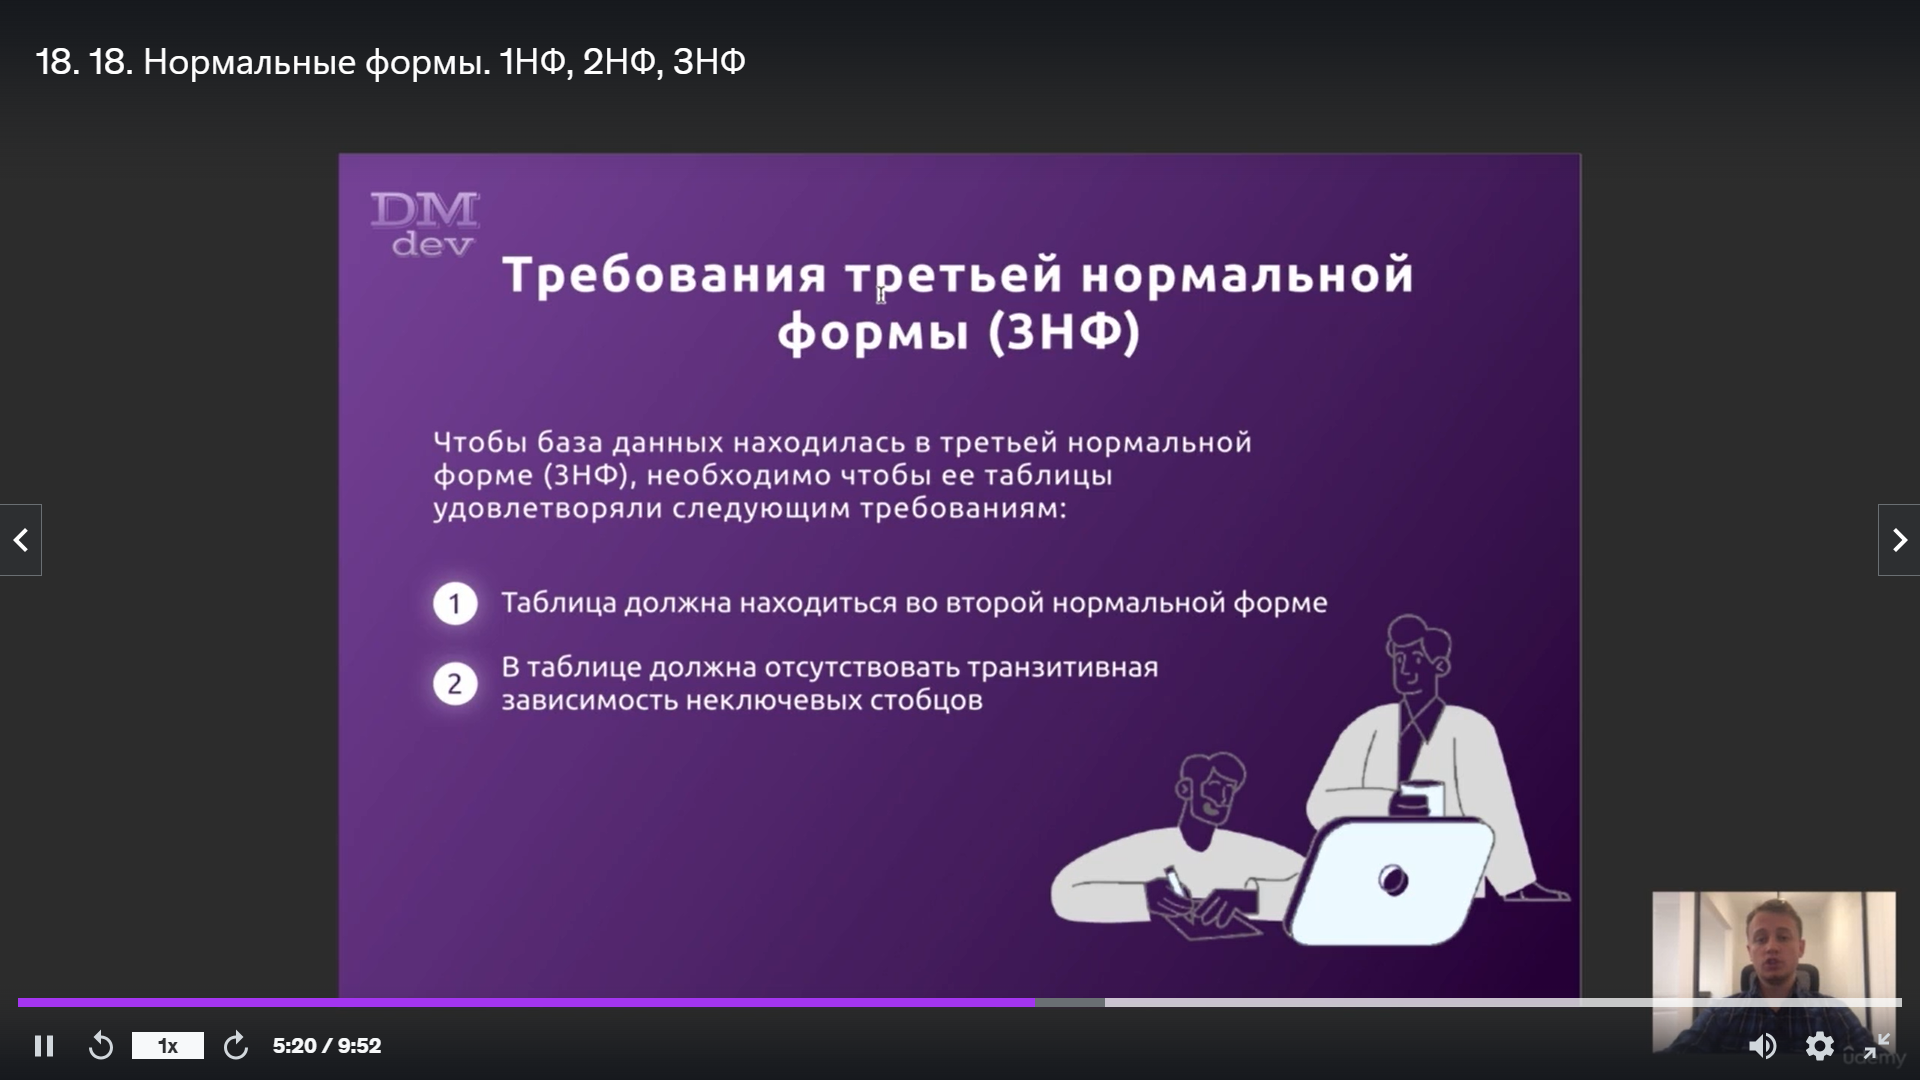 18. 18. Нормальные формы. 1НФ, 2НФ, 3НФ
DM
dev
Требования третьей нормальной
формы (3НФ)
Чтобы база данных находилась в третьей нормальной
форме (3НФ), необходимо чтобы ее таблицы
удовлетворяли следующим требованиям:
1 Таблица должна находиться во второй нормальной форме
2 В таблице должна отсутствовать транзитивная
зависимость неключевых стобцов
1x
5:20 / 9:52
udemy